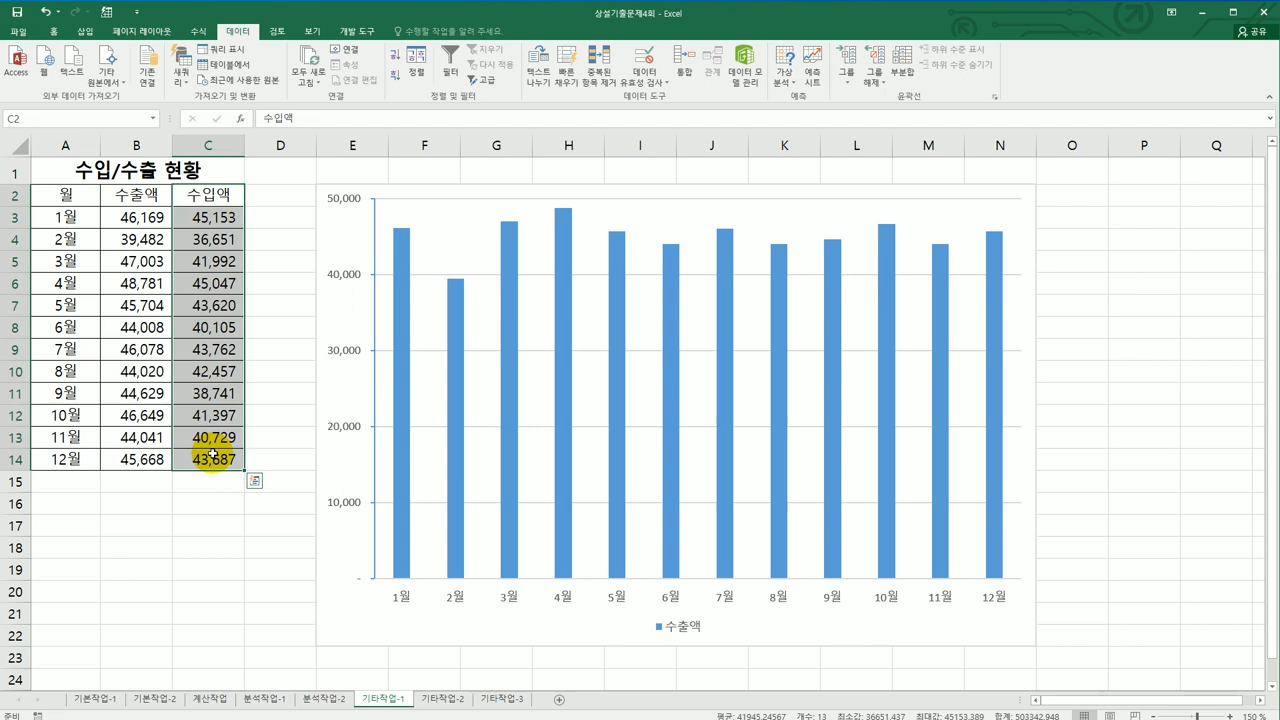 상설기출문제4회 - Excel
파일 홈 삽입 페이지 레이아웃 수식 데이터 검토 보기 개발 도구 수행할 작업을 알려 주세요. 공유
Access 웹 텍스트 기타 원본에서 기존 연결 새쿼리 쿼리 표시 테이블에서 최근에 사용한 원본 모두 새로 고침 연결 속성 연결 편집 정렬 필터 지우기 다시 적용 고급 텍스트 나누기 빠른 채우기 중복된 항목 제거 데이터 유효성 검사 통합 관계 데이터 모델 관리 가상 분석 예측 시트 그룹 그룹 해제 부분합 하위 수준 표시 하위 수준 숨기기
외부 데이터 가져오기 가져오기 및 변환 연결 정렬 및 필터 데이터 도구 예측 윤곽선
C2 fx 수입액
A B C D E F G H I J K L M N O P Q
1 수입/수출 현황
2 월 수출액 수입액
3 1월 46,169 45,153
4 2월 39,482 36,651
5 3월 47,003 41,992
6 4월 48,781 45,047
7 5월 45,704 43,620
8 6월 44,008 40,105
9 7월 46,078 43,762
10 8월 44,020 42,457
11 9월 44,629 38,741
12 10월 46,649 41,397
13 11월 44,041 40,729
14 12월 45,668 43,687
15
16
17
18
19
20
21
22
23
24
50,000
40,000
30,000
20,000
10,000
-
1월 2월 3월 4월 5월 6월 7월 8월 9월 10월 11월 12월
수출액
기본작업-1 기본작업-2 계산작업 분석작업-1 분석작업-2 기타작업-1 기타작업-2 기타작업-3
준비 평균: 41945.24567 개수: 13 최소값: 36651.437 최대값: 45153.389 합계: 503342.948 150 %